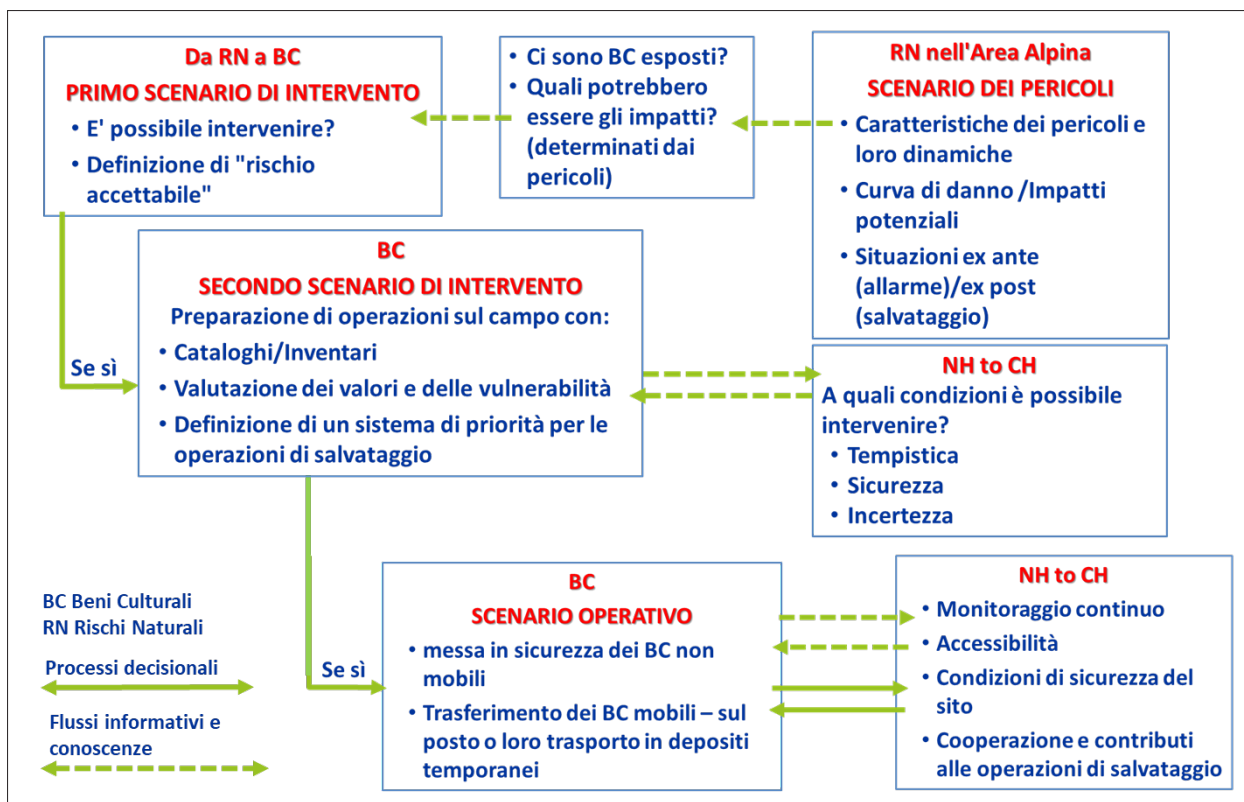 Da RN a BC
PRIMO SCENARIO DI INTERVENTO
• E' possibile intervenire?
• Definizione di "rischio
accettabile"
• Ci sono BC esposti?
• Quali potrebbero
essere gli impatti?
(determinati dai
pericoli)
RN nell'Area Alpina
SCENARIO DEI PERICOLI
• Caratteristiche dei pericoli e
loro dinamiche
• Curva di danno /Impatti
potenziali
• Situazioni ex ante
(allarme)/ex post
(salvataggio)
Se sì
BC
SECONDO SCENARIO DI INTERVENTO
Preparazione di operazioni sul campo con:
• Cataloghi/Inventari
• Valutazione dei valori e delle vulnerabilità
• Definizione di un sistema di priorità per le
operazioni di salvataggio
NH to CH
A quali condizioni è possibile
intervenire?
• Tempistica
• Sicurezza
• Incertezza
BC Beni Culturali
RN Rischi Naturali
Processi decisionali
Flussi informativi e
conoscenze
Se sì
BC
SCENARIO OPERATIVO
• messa in sicurezza dei BC non
mobili
• Trasferimento dei BC mobili – sul
posto o loro trasporto in depositi
temporanei
NH to CH
• Monitoraggio continuo
• Accessibilità
• Condizioni di sicurezza del
sito
• Cooperazione e contributi
alle operazioni di salvataggio